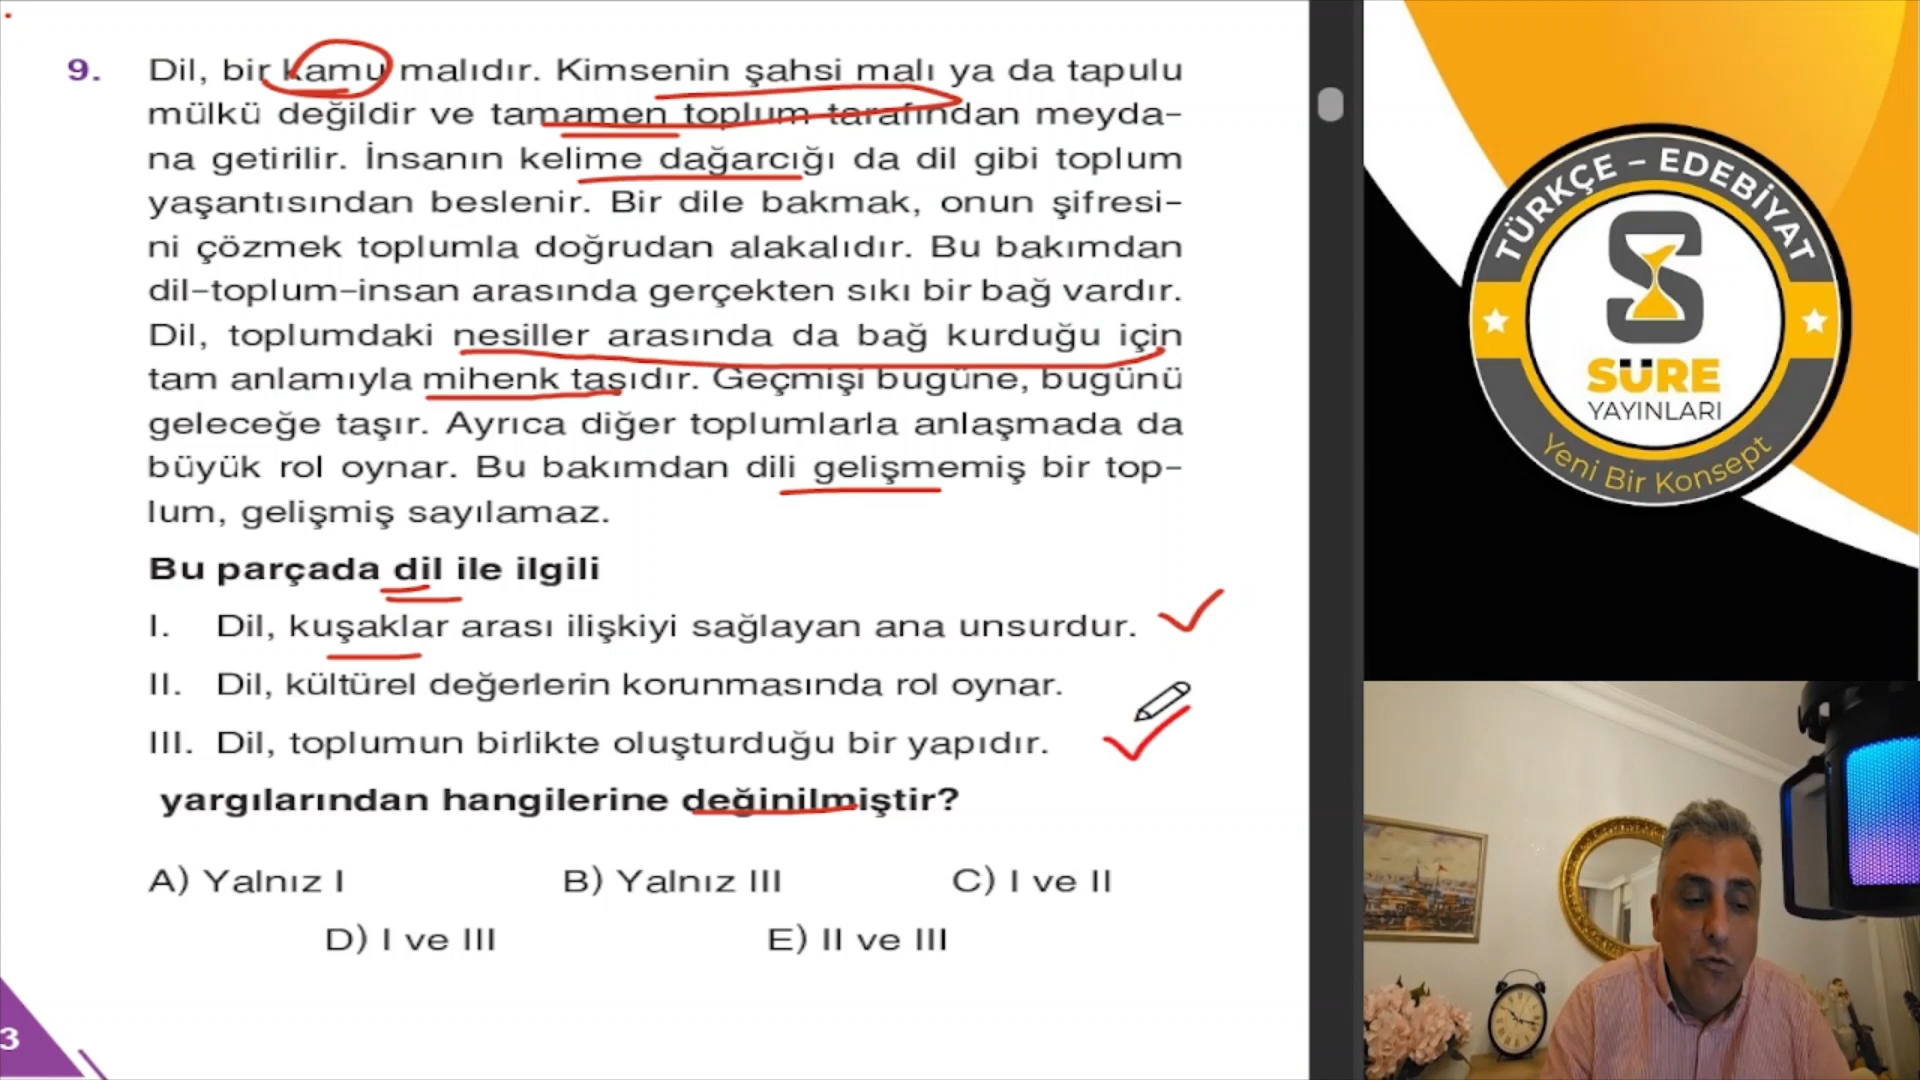 9. Dil, bir kamu malıdır. Kimsenin şahsi malı ya da tapulu
mülkü değildir ve tamamen toplum tarafından meyda-
na getirilir. İnsanın kelime dağarcığı da dil gibi toplum
yaşantısından beslenir. Bir dile bakmak, onun şifresi-
ni çözmek toplumla doğrudan alakalıdır. Bu bakımdan
dil-toplum-insan arasında gerçekten sıkı bir bağ vardır.
Dil, toplumdaki nesiller arasında da bağ kurduğu için
tam anlamıyla mihenk taşıdır. Geçmişi bugüne, bugünü
geleceğe taşır. Ayrıca diğer toplumlarla anlaşmada da
büyük rol oynar. Bu bakımdan dili gelişmemiş bir top-
lum, gelişmiş sayılamaz.
Bu parçada dil ile ilgili
I. Dil, kuşaklar arası ilişkiyi sağlayan ana unsurdur.
II. Dil, kültürel değerlerin korunmasında rol oynar.
III. Dil, toplumun birlikte oluşturduğu bir yapıdır.
yargılarından hangilerine değinilmiştir?
A) Yalnız I B) Yalnız III C) I ve II
D) I ve III E) II ve III
3
TÜRKÇE – EDEBİYAT
S
SÜRE
YAYINLARI
Yeni Bir Konsept